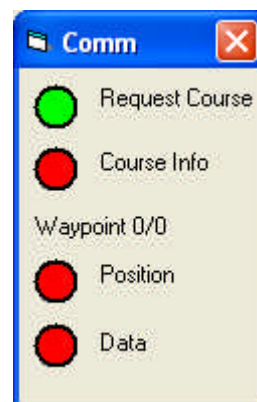 Comm
Request Course
Course Info
Waypoint 0/0
Position
Data